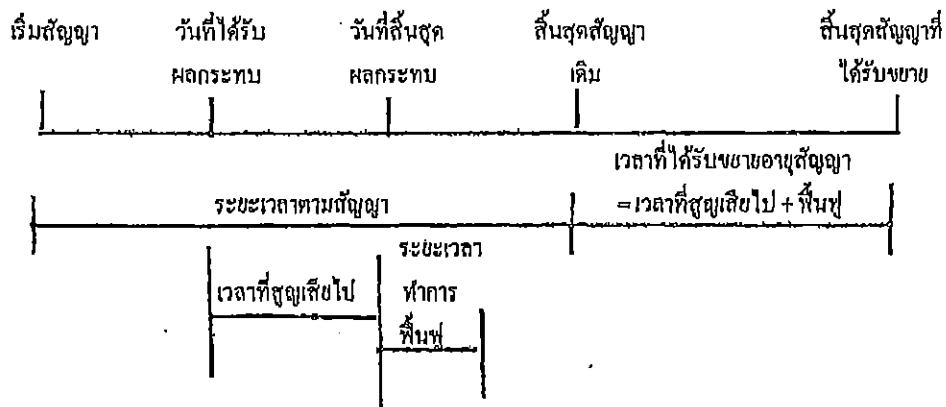 เริ่มสัญญา วันที่ได้รับ วันที่สิ้นสุด สิ้นสุดสัญญา สิ้นสุดสัญญาที่
ผลกระทบ ผลกระทบ เดิม ได้รับขยาย
เวลาที่ได้รับขยายอายุสัญญา
ระยะเวลาตามสัญญา =เวลาที่สูญเสียไป + ฟื้นฟู
ระยะเวลา
เวลาที่สูญเสียไป ทำการ
ฟื้นฟู